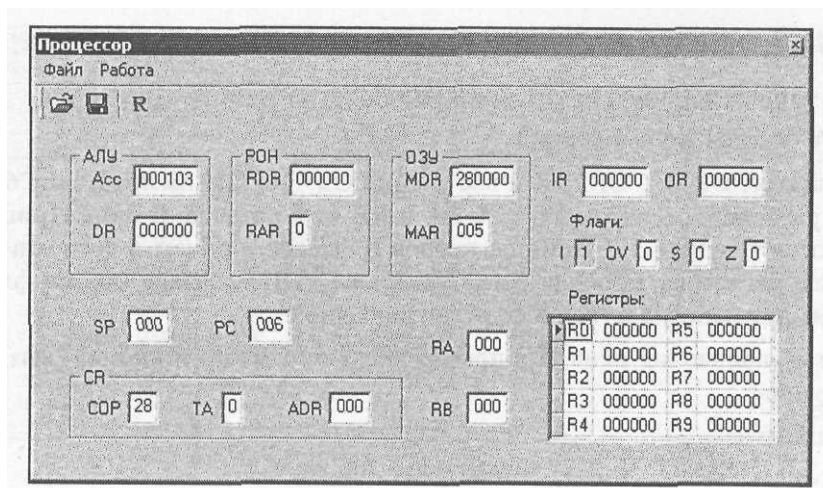 Процессор
Файл Работа
R
АЛУ РОН ОЗУ
Acc 000103 RDR 000000 MDR 280000 IR 000000 OR 000000
DR 000000 RAR 0 MAR 005 Флаги:
I 1 OV 0 S 0 Z 0
SP 000 PC 006 Регистры:
RA 000 R0 000000 R5 000000
R1 000000 R6 000000
CR R2 000000 R7 000000
COP 28 TA 0 ADR 000 RB 000 R3 000000 R8 000000
R4 000000 R9 000000